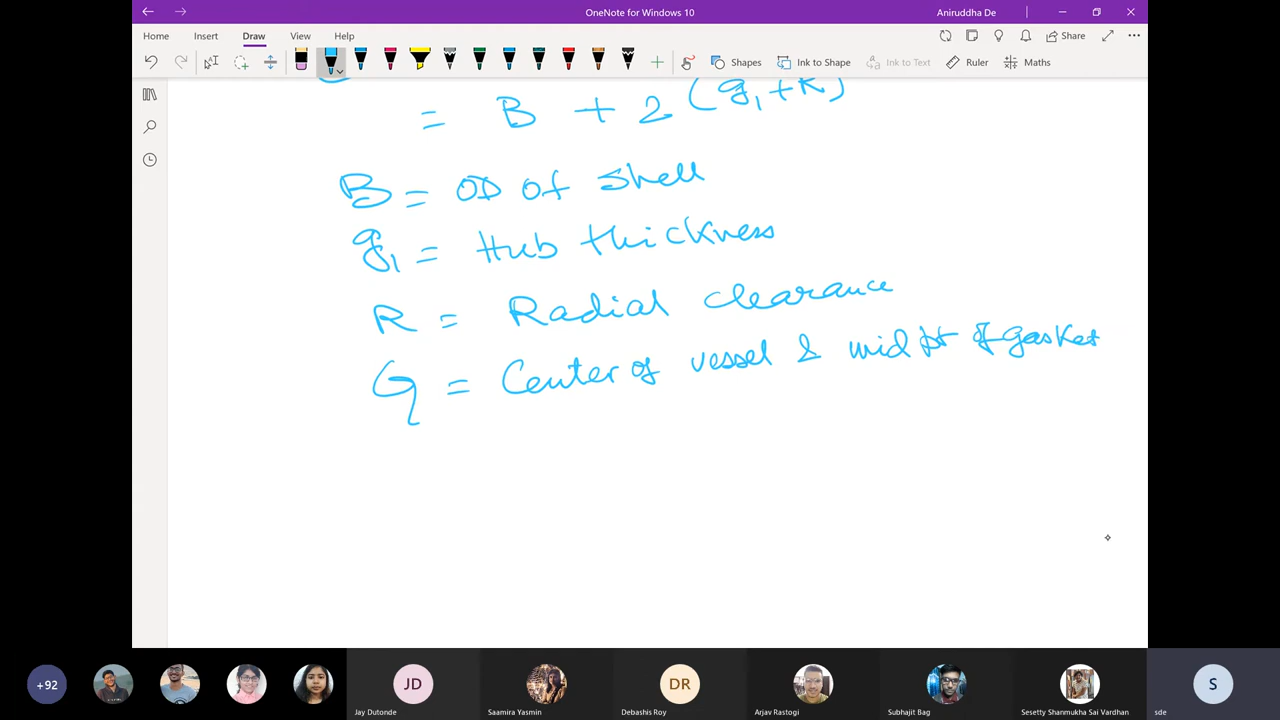 OneNote for Windows 10
Aniruddha De
Home Insert Draw View Help
Share
Shapes Ink to Shape Ink to Text Ruler Maths
= B + 2 (g1+R)
B = OD Of Shell
g1 = Hub thickness
R = Radial clearance
G = Center of vessel & mid pt of gasket
+92 JD DR S
Jay Dutonde Saamira Yasmin Debashis Roy Arjav Rastogi Subhajit Bag Sesetty Shanmukha Sai Vardhan sde